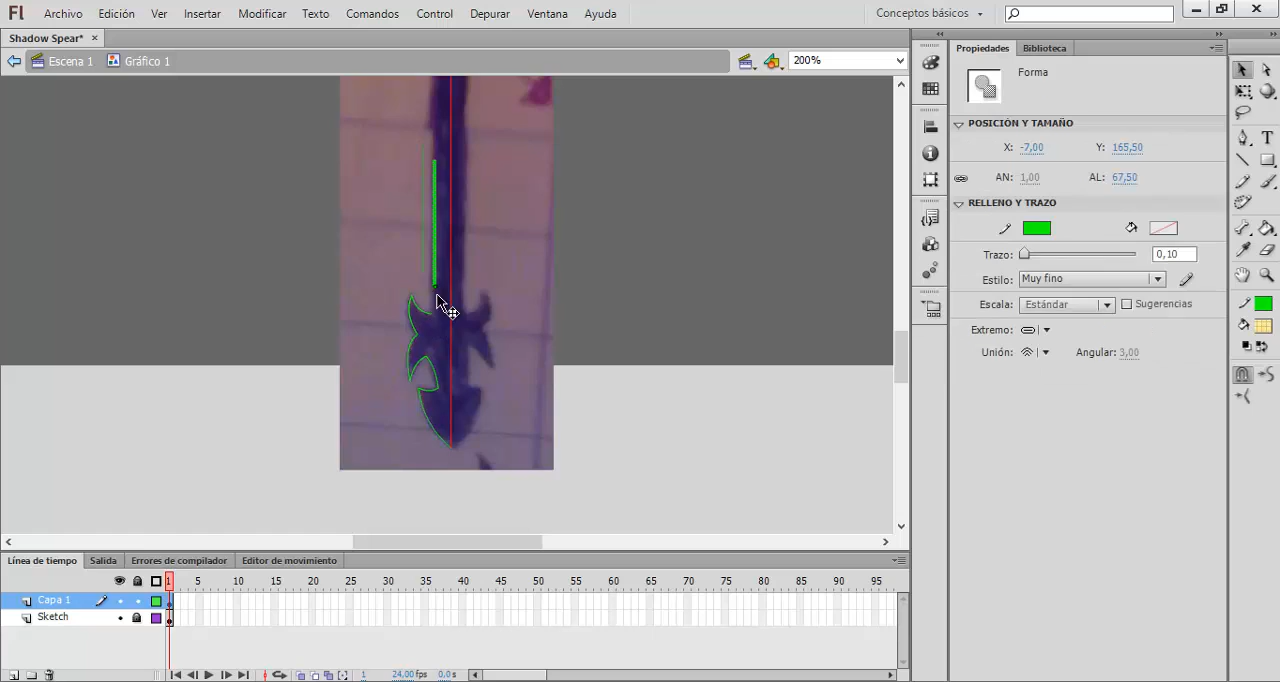 Fl Archivo Edición Ver Insertar Modificar Texto Comandos Control Depurar Ventana Ayuda Conceptos básicos
Shadow Spear* ×
Escena 1 Gráfico 1 200%
Propiedades Biblioteca
Forma
POSICIÓN Y TAMAÑO
X: -7,00 Y: 165,50
AN: 1,00 AL: 67,50
RELLENO Y TRAZO
Trazo: 0,10
Estilo: Muy fino
Escala: Estándar Sugerencias
Extremo:
Unión: Angular: 3,00
Línea de tiempo Salida Errores de compilador Editor de movimiento
1 5 10 15 20 25 30 35 40 45 50 55 60 65 70 75 80 85 90 95
Capa 1
Sketch
1 24,00 fps 0,0 s